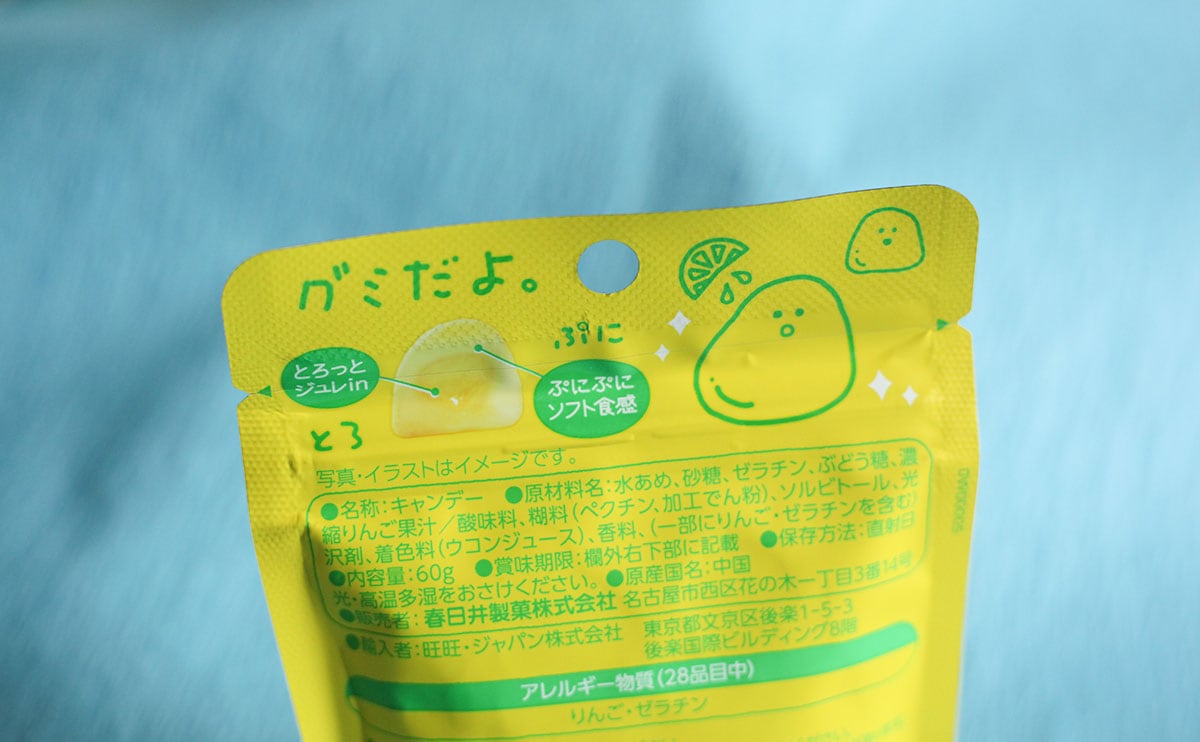 グミだよ。
ぷに
とろっと
ジュレin
ぷにぷに
ソフト食感
とろ
写真・イラストはイメージです。
●名称：キャンデー ●原材料名：水あめ、砂糖、ゼラチン、ぶどう糖、濃
縮りんご果汁／酸味料、糊料（ペクチン、加工でん粉）、ソルビトール、光
沢剤、着色料（ウコンジュース）、香料、（一部にりんご・ゼラチンを含む）
●内容量：60g ●賞味期限：欄外右下部に記載 ●保存方法：直射日
光・高温多湿をおさけください。 ●原産国名：中国
●販売者：春日井製菓株式会社 名古屋市西区花の木一丁目3番14号
●輸入者：旺旺・ジャパン株式会社 東京都文京区後楽1-5-3
後楽国際ビルディング8階
アレルギー物質（28品目中）
りんご・ゼラチン